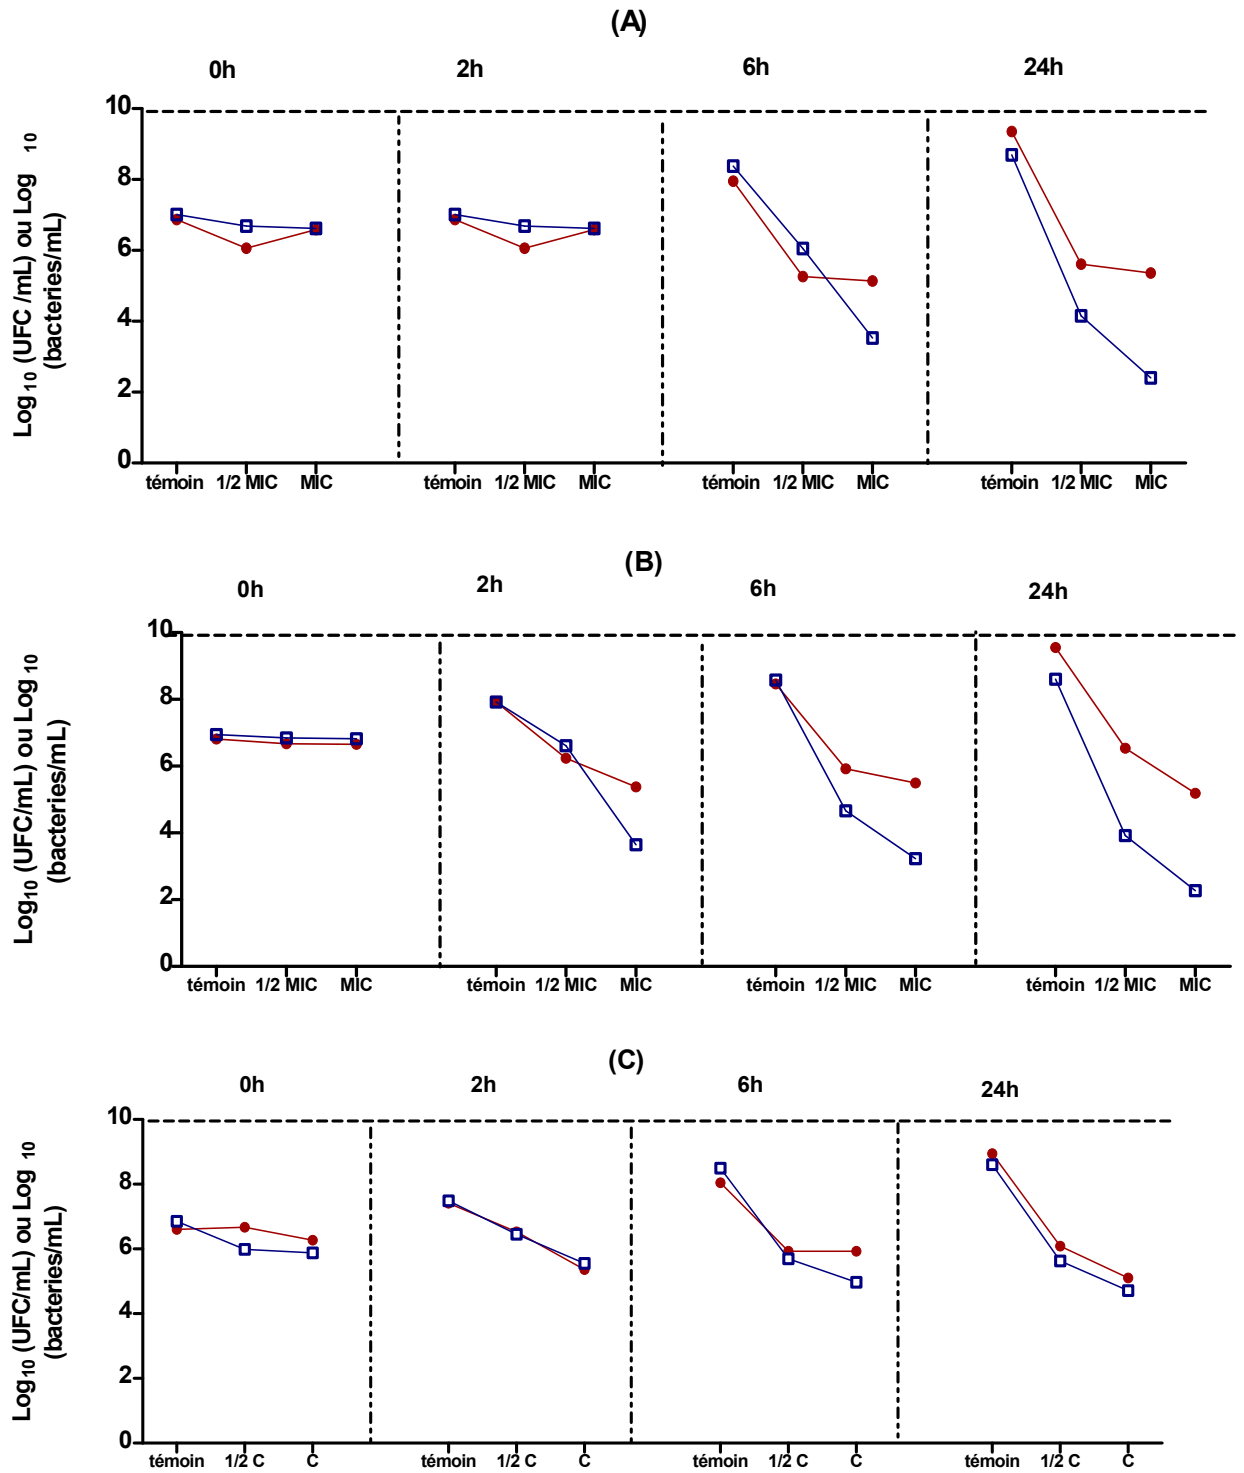 (A)
0h 2h 6h 24h
Log 10 (UFC /mL) ou Log 10
(bacteries/mL)
10
8
6
4
2
0
témoin 1/2 MIC MIC témoin 1/2 MIC MIC témoin 1/2 MIC MIC témoin 1/2 MIC MIC
(B)
0h 2h 6h 24h
Log10 (UFC/mL) ou Log 10
(bacteries/mL)
10
8
6
4
2
0
témoin 1/2 MIC MIC témoin 1/2 MIC MIC témoin 1/2 MIC MIC témoin 1/2 MIC MIC
(C)
0h 2h 6h 24h
Log10 (UFC/mL) ou Log 10
(bacteries/mL)
10
8
6
4
2
0
témoin 1/2 C C témoin 1/2 C C témoin 1/2 C C témoin 1/2 C C